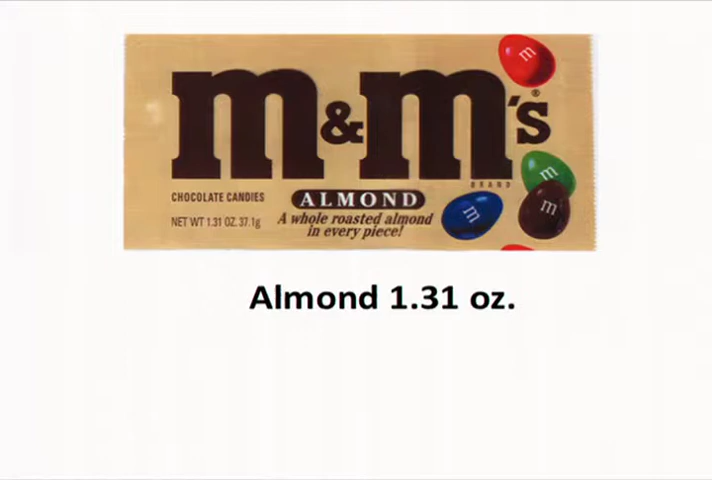 m
m&m's®
BRAND
m
m
m
CHOCOLATE CANDIES
ALMOND
NET WT 1.31 OZ. 37.1g
A whole roasted almond
in every piece!
Almond 1.31 oz.